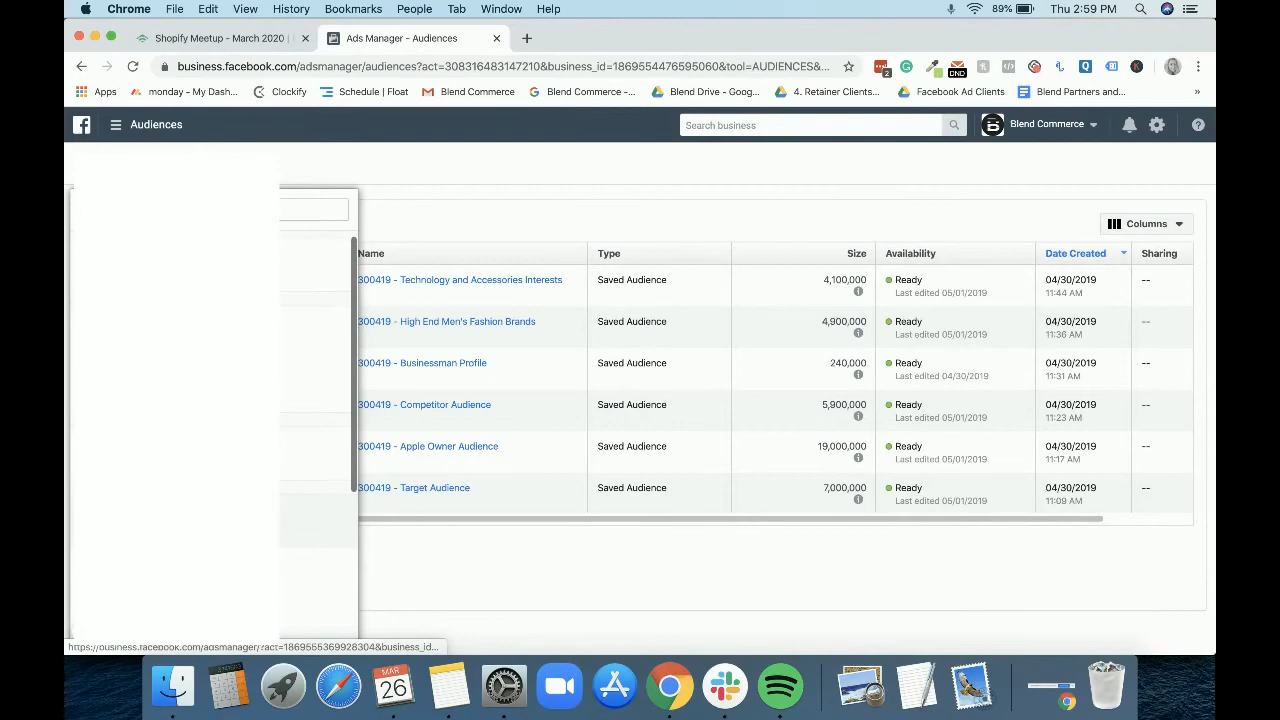 Chrome File Edit View History Bookmarks People Tab Window Help 89% Thu 2:59 PM
Shopify Meetup - March 2020 Ads Manager - Audiences
business.facebook.com/adsmanager/audiences?act=308316483147210&business_id=1869554476595060&tool=AUDIENCES&... 2 DND
Apps monday - My Dash... Clockify Schedule | Float Blend Commerce... Blend Commerce -... Blend Drive - Goog... 4. Retainer Clients... Facebook Ad Clients Blend Partners and... »
Audiences Search business Blend Commerce
Columns
Name Type Size Availability Date Created Sharing
300419 - Technology and Accessories Interests Saved Audience 4,100,000 Ready 04/30/2019 --
Last edited 05/01/2019 11:44 AM
300419 - High End Men's Fashion Brands Saved Audience 4,900,000 Ready 04/30/2019 --
Last edited 05/01/2019 11:36 AM
300419 - Businessman Profile Saved Audience 240,000 Ready 04/30/2019 --
Last edited 04/30/2019 11:31 AM
300419 - Competitor Audience Saved Audience 5,900,000 Ready 04/30/2019 --
Last edited 05/01/2019 11:23 AM
300419 - Apple Owner Audience Saved Audience 19,000,000 Ready 04/30/2019 --
Last edited 05/01/2019 11:17 AM
300419 - Target Audience Saved Audience 7,000,000 Ready 04/30/2019 --
Last edited 05/01/2019 11:09 AM
https://business.facebook.com/adsmanager/?act=1869555369928304&business_id...
MAR
26